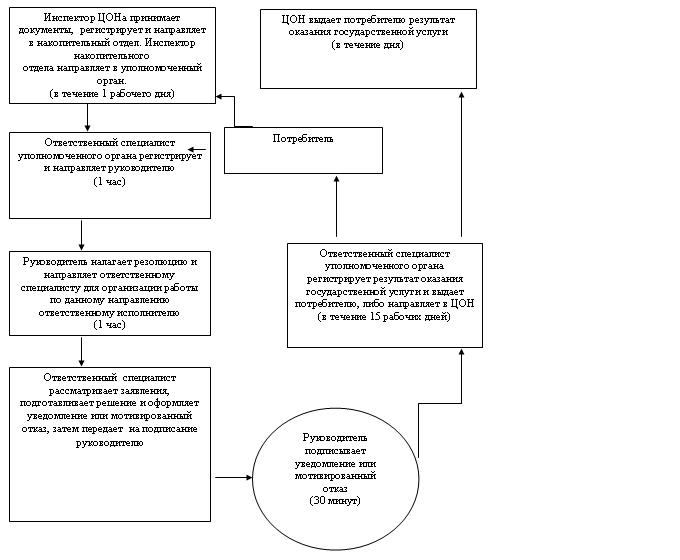 Инспектор ЦОНа принимает
документы, регистрирует и направляет
в накопительный отдел. Инспектор
накопительного
отдела направляет в уполномоченный
орган.
(в течение 1 рабочего дня)
ЦОН выдает потребителю результат
оказания государственной услуги
(в течение дня)
Потребитель
Ответственный специалист
уполномоченного органа регистрирует
и направляет руководителю
(1 час)
Руководитель налагает резолюцию и
направляет ответственному
специалисту для организации работы
по данному направлению
ответственному исполнителю
(1 час)
Ответственный специалист
уполномоченного органа
регистрирует результат оказания
государственной услуги и выдает
потребителю, либо направляет в ЦОН
(в течение 15 рабочих дней)
Ответственный специалист
рассматривает заявления,
подготавливает решение и оформляет
уведомление или мотивированный
отказ, затем передает на подписание
руководителю
Руководитель
подписывает
уведомление или
мотивированный
отказ
(30 минут)